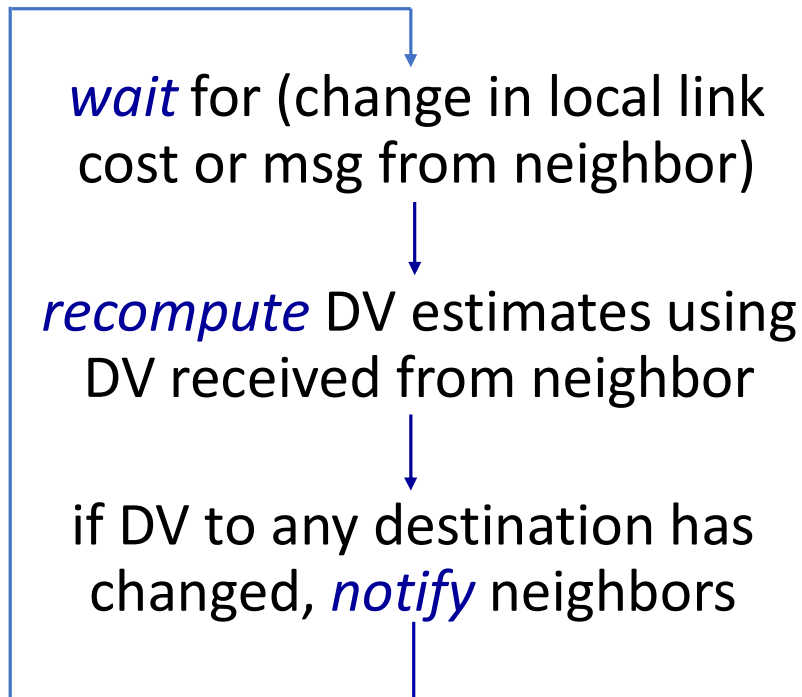 wait for (change in local link
cost or msg from neighbor)
recompute DV estimates using
DV received from neighbor
if DV to any destination has
changed, notify neighbors